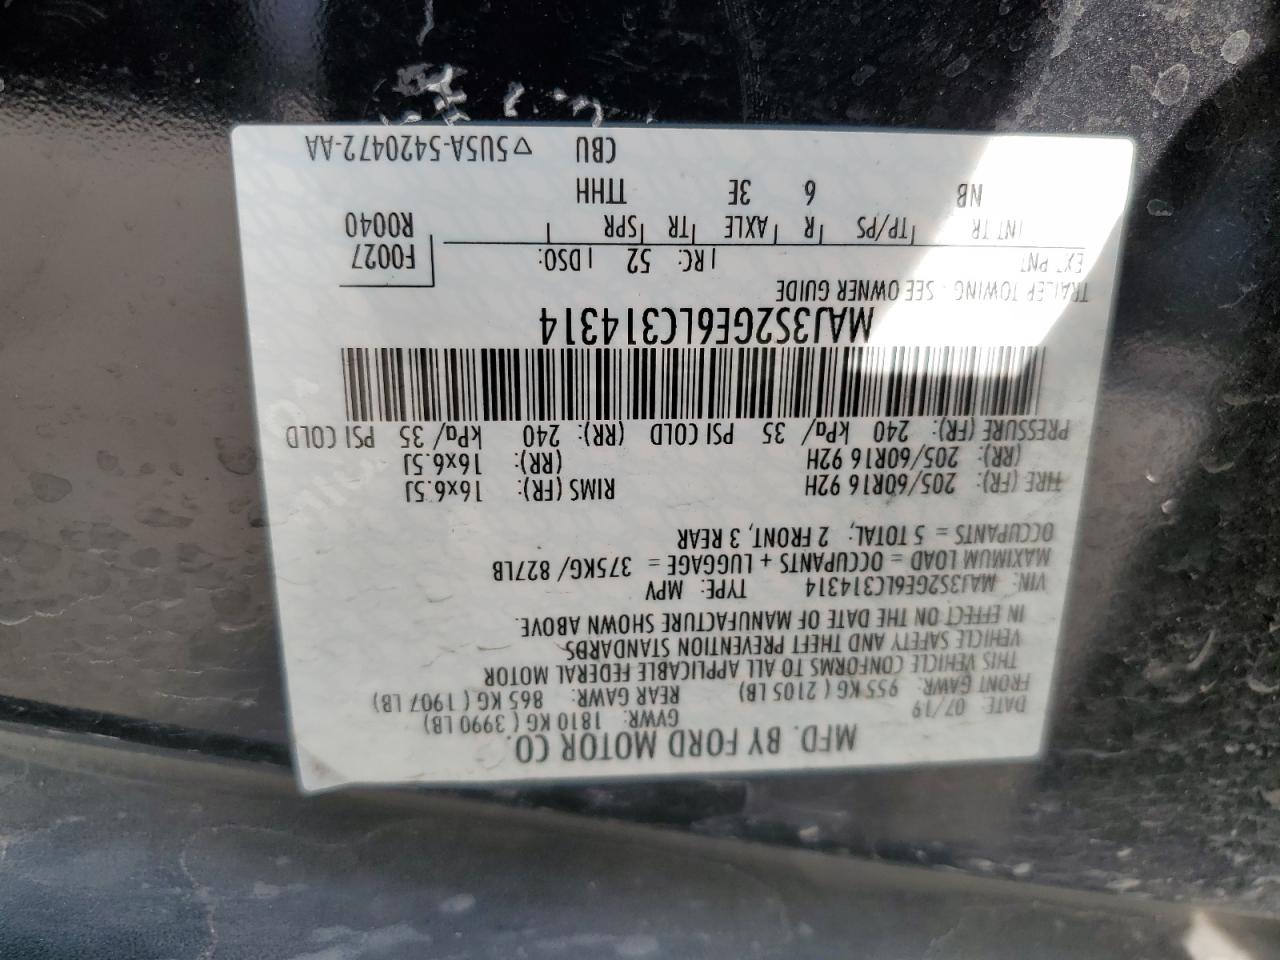 MFD. BY FORD MOTOR CO.
DATE: 07/19 GVWR: 1810 KG ( 3990 LB)
FRONT GAWR: 955 KG ( 2105 LB) REAR GAWR: 865 KG ( 1907 LB)
THIS VEHICLE CONFORMS TO ALL APPLICABLE FEDERAL MOTOR
VEHICLE SAFETY AND THEFT PREVENTION STANDARDS
IN EFFECT ON THE DATE OF MANUFACTURE SHOWN ABOVE.
VIN: MAJ3S2GE6LC314314 TYPE: MPV
MAXIMUM LOAD = OCCUPANTS + LUGGAGE = 375KG/ 827LB
OCCUPANTS = 5 TOTAL, 2 FRONT, 3 REAR
TIRE (FR): 205/60R16 92H RIMS (FR): 16x6.5J
(RR): 205/60R16 92H (RR): 16x6.5J
PRESSURE (FR): 240 kPa/ 35 PSI COLD (RR): 240 kPa/ 35 PSI COLD
MAJ3S2GE6LC314314
TRAILER TOWING - SEE OWNER GUIDE
EXT PNT RC: 52 DSO: F0027
INT TR TP/PS R AXLE TR SPR R0040
NB 6 3E TTHH
CBU ▽5U5A-5420472-AA